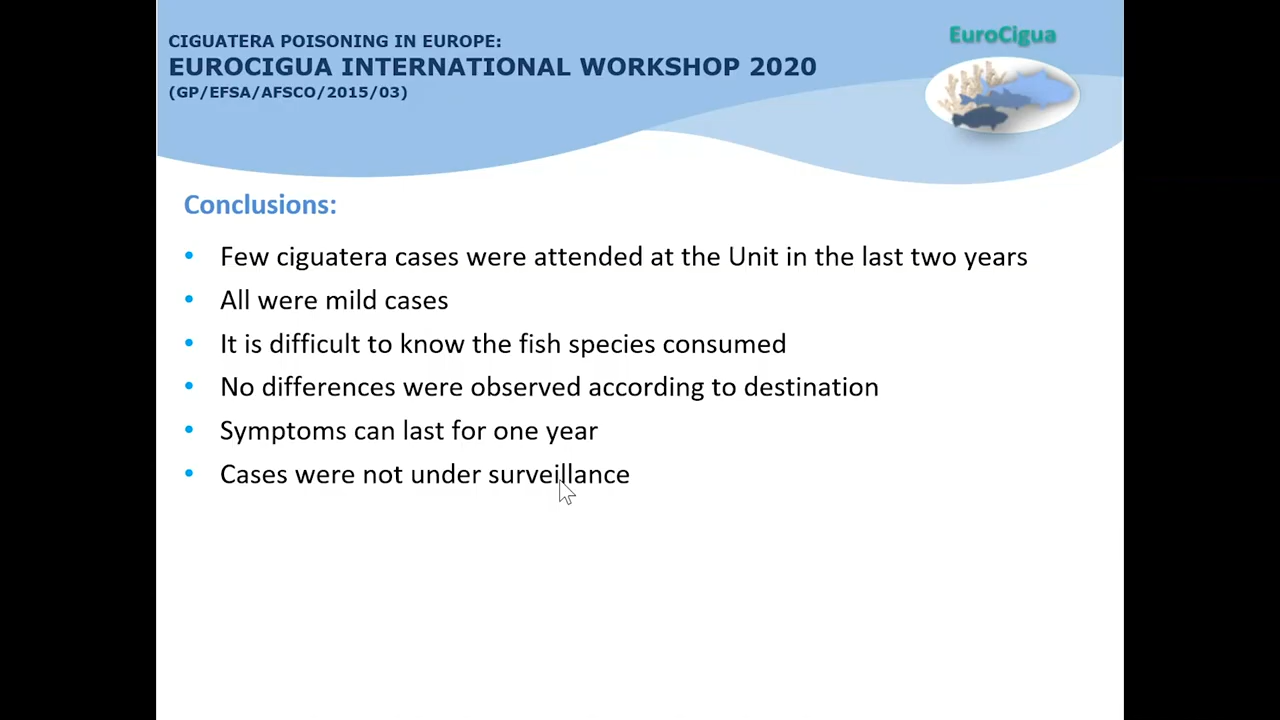 CIGUATERA POISONING IN EUROPE:
EUROCIGUA INTERNATIONAL WORKSHOP 2020
(GP/EFSA/AFSCO/2015/03)
EuroCigua
Conclusions:
• Few ciguatera cases were attended at the Unit in the last two years
• All were mild cases
• It is difficult to know the fish species consumed
• No differences were observed according to destination
• Symptoms can last for one year
• Cases were not under surveillance